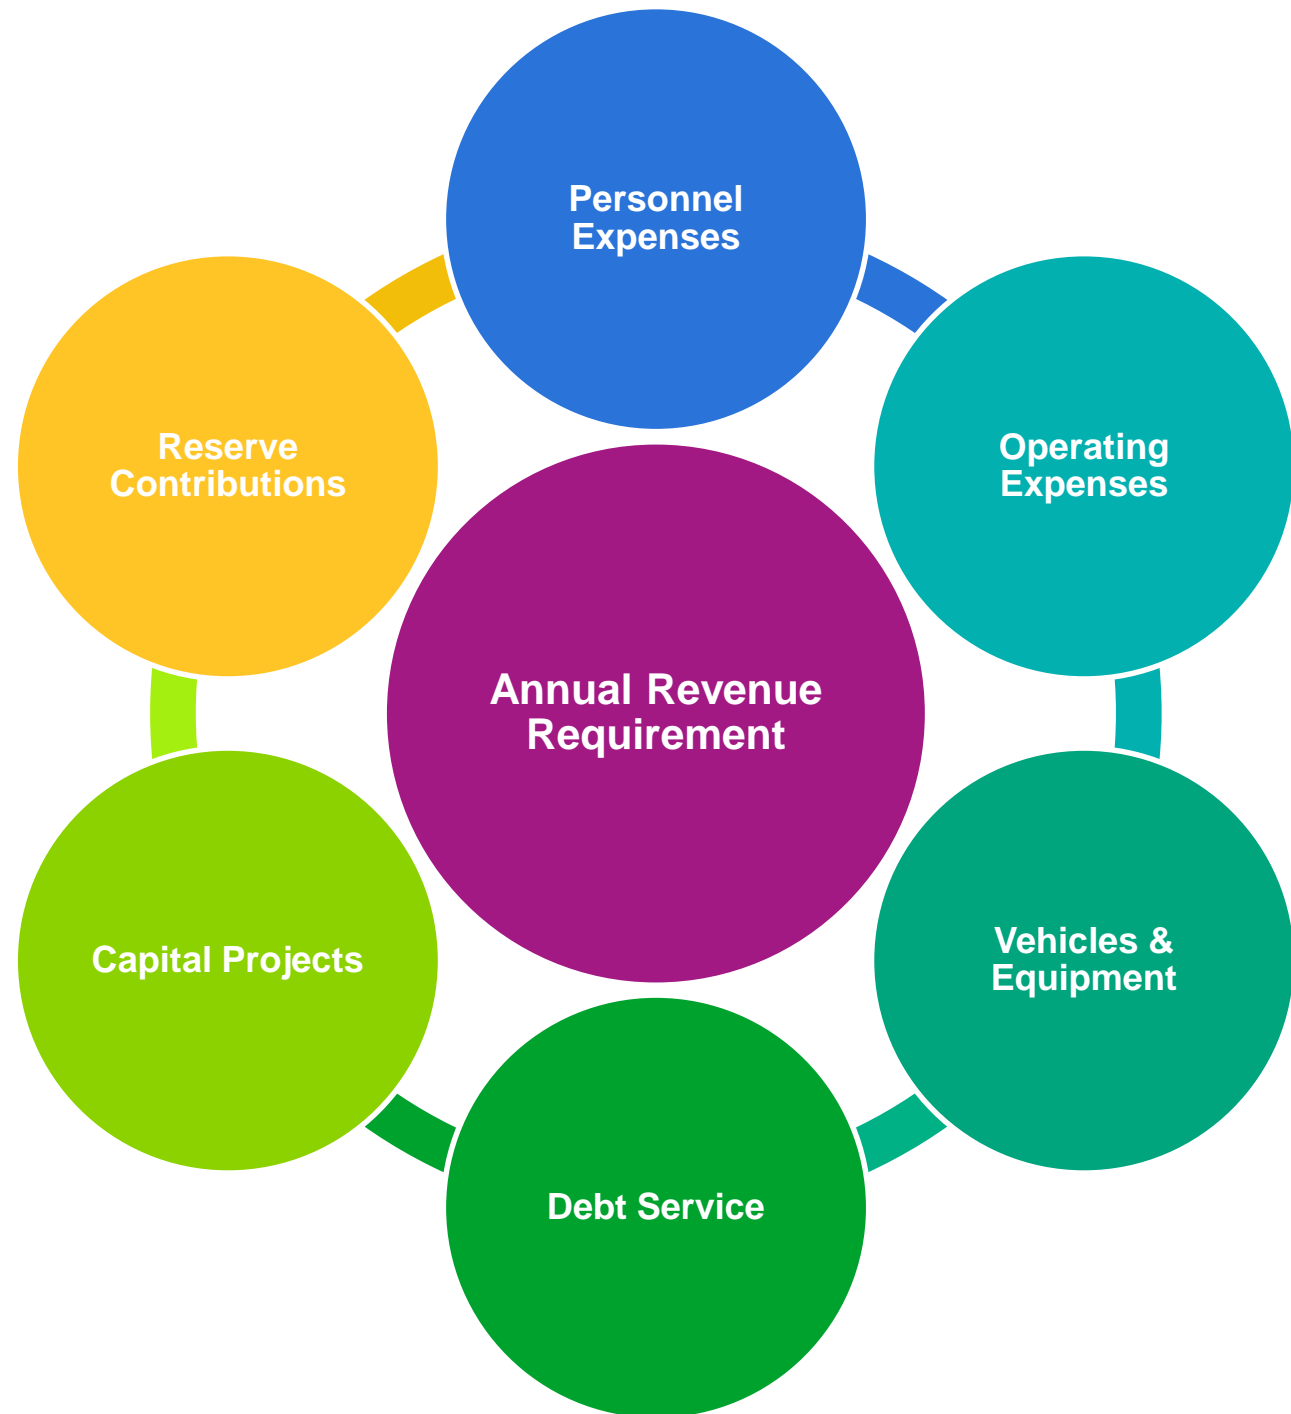 Personnel
Expenses
Operating
Expenses
Vehicles &
Equipment
Debt Service
Capital Projects
Reserve
Contributions
Annual Revenue
Requirement